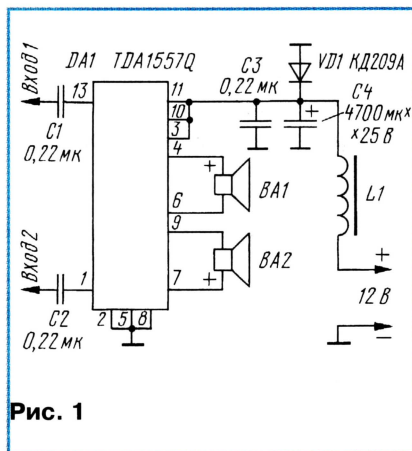 Вход1
DA1 TDA1557Q
C3
0,22 мк
VD1 КД209А
C4
4700 мк×
×25 В
13
11
10
3
C1
0,22 мк
4
+
BA1
6
L1
9
Вход2
1
7
+
BA2
+
12 В
–
C2
0,22 мк
2
5
8
+
Рис. 1